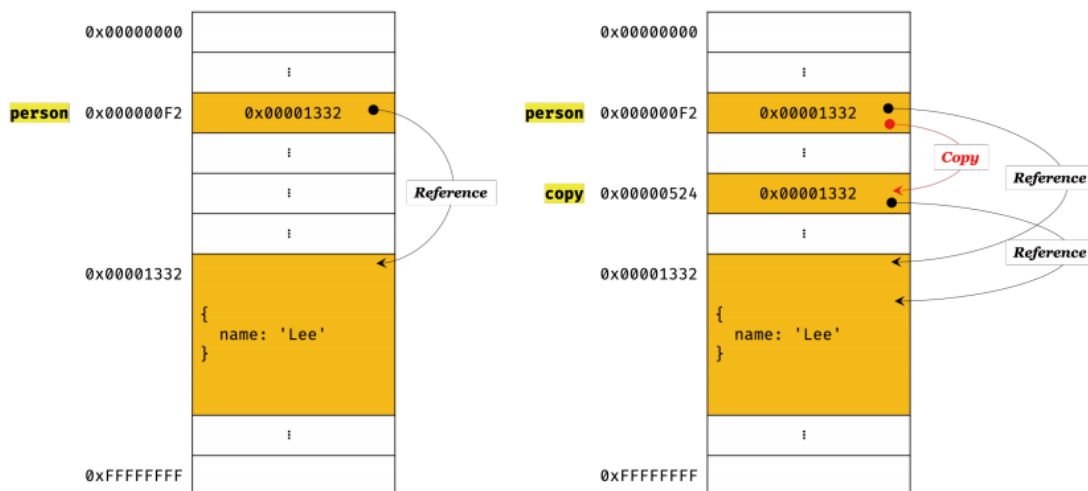 0x00000000
⋮
person 0x000000F2 0x00001332
⋮
⋮
Reference
⋮
0x00001332
{
name: 'Lee'
}
⋮
0xFFFFFFFF
0x00000000
⋮
person 0x000000F2 0x00001332
⋮
Copy
Reference
copy 0x00000524 0x00001332
⋮
Reference
0x00001332
{
name: 'Lee'
}
⋮
0xFFFFFFFF